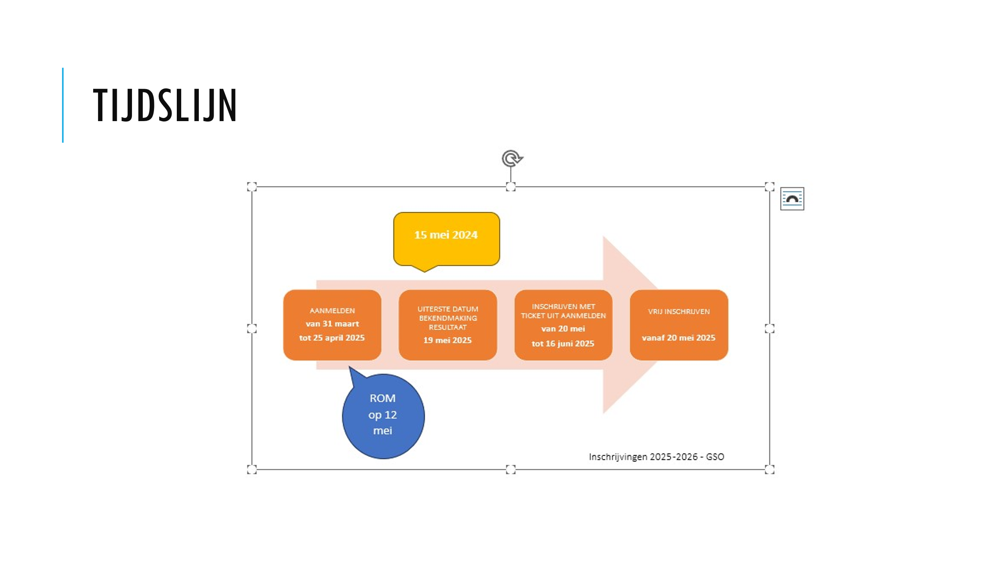 TIJDSLIJN
15 mei 2024
AANMELDEN
van 31 maart
tot 25 april 2025
UITERSTE DATUM
BEKENDMAKING
RESULTAAT
19 mei 2025
INSCHRIJVEN MET
TICKET UIT AANMELDEN
van 20 mei
tot 16 juni 2025
VRIJ INSCHRIJVEN
vanaf 20 mei 2025
ROM
op 12
mei
Inschrijvingen 2025-2026 - GSO